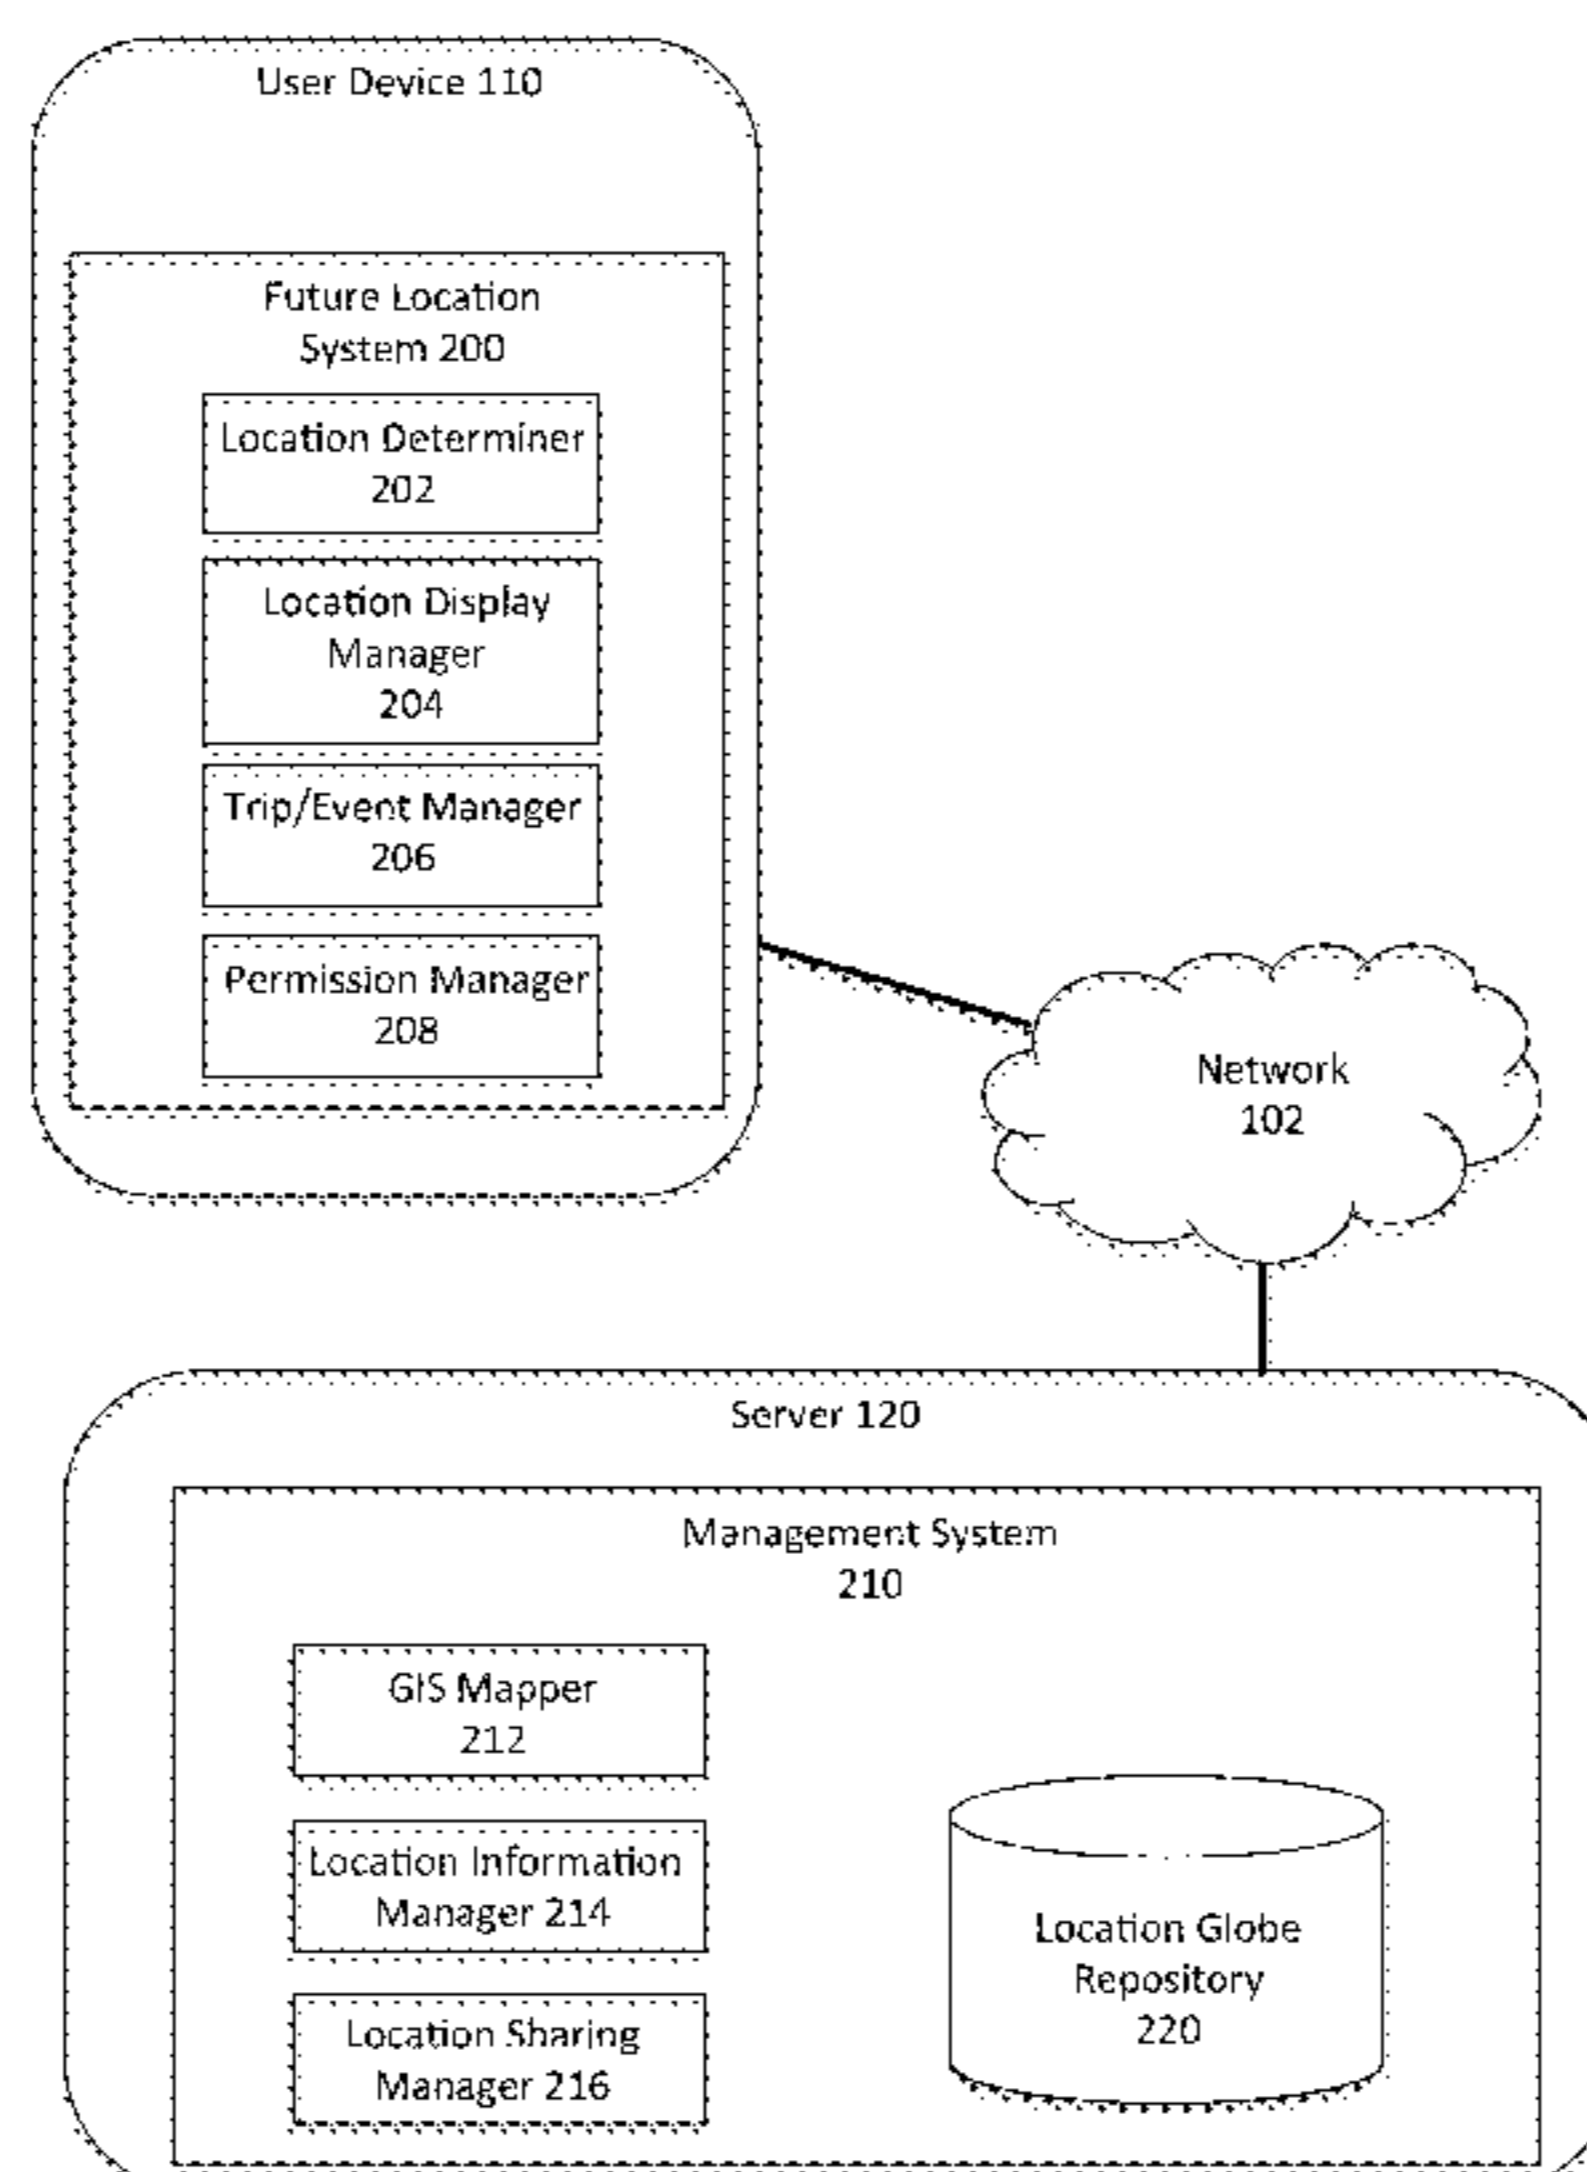 User Device 110
Future Location
System 200
Location Determiner
202
Location Display
Manager
204
Trip/Event Manager
206
Permission Manager
208
Network
102
Server 120
Management System
210
GIS Mapper
212
Location Information
Manager 214
Location Sharing
Manager 216
Location Globe
Repository
220